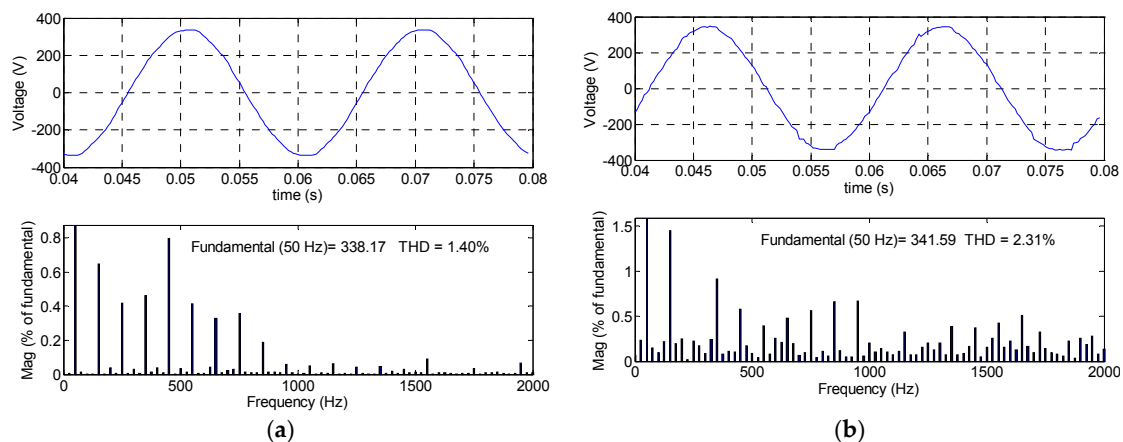 400
200
0
-200
-400
Voltage (V)
0.04 0.045 0.05 0.055 0.06 0.065 0.07 0.075 0.08
time (s)
0.8
0.6
0.4
0.2
0
Mag (% of fundamental)
Fundamental (50 Hz)= 338.17 THD = 1.40%
0 500 1000 1500 2000
Frequency (Hz)
(a)
400
200
0
-200
-400
Voltage (V)
0.04 0.045 0.05 0.055 0.06 0.065 0.07 0.075 0.08
time (s)
1.5
1
0.5
0
Mag (% of fundamental)
Fundamental (50 Hz)= 341.59 THD = 2.31%
0 500 1000 1500 2000
Frequency (Hz)
(b)